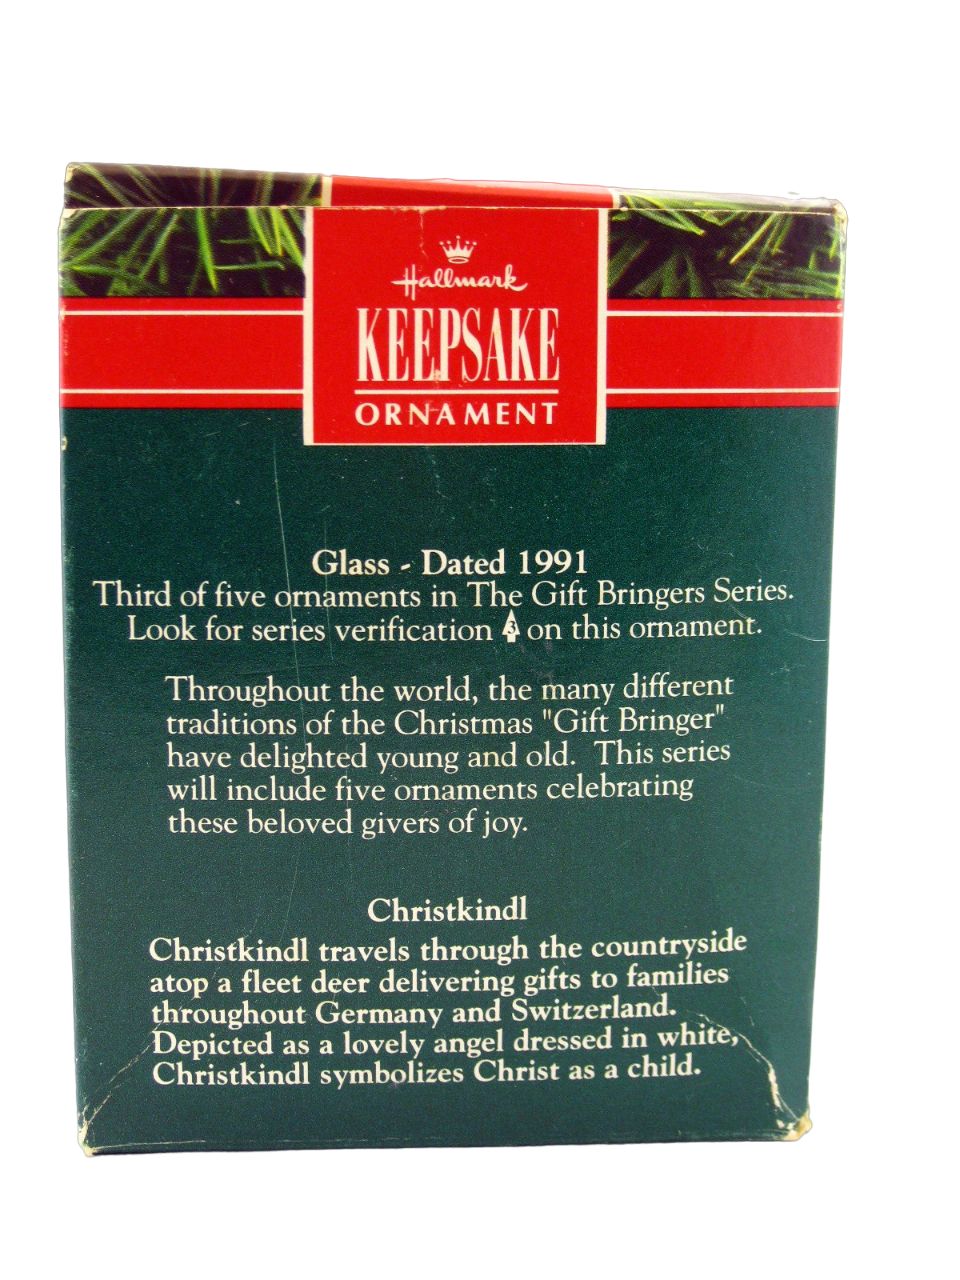 Hallmark
KEEPSAKE
ORNAMENT
Glass - Dated 1991
Third of five ornaments in The Gift Bringers Series.
Look for series verification 3 on this ornament.
Throughout the world, the many different
traditions of the Christmas "Gift Bringer"
have delighted young and old. This series
will include five ornaments celebrating
these beloved givers of joy.
Christkindl
Christkindl travels through the countryside
atop a fleet deer delivering gifts to families
throughout Germany and Switzerland.
Depicted as a lovely angel dressed in white,
Christkindl symbolizes Christ as a child.